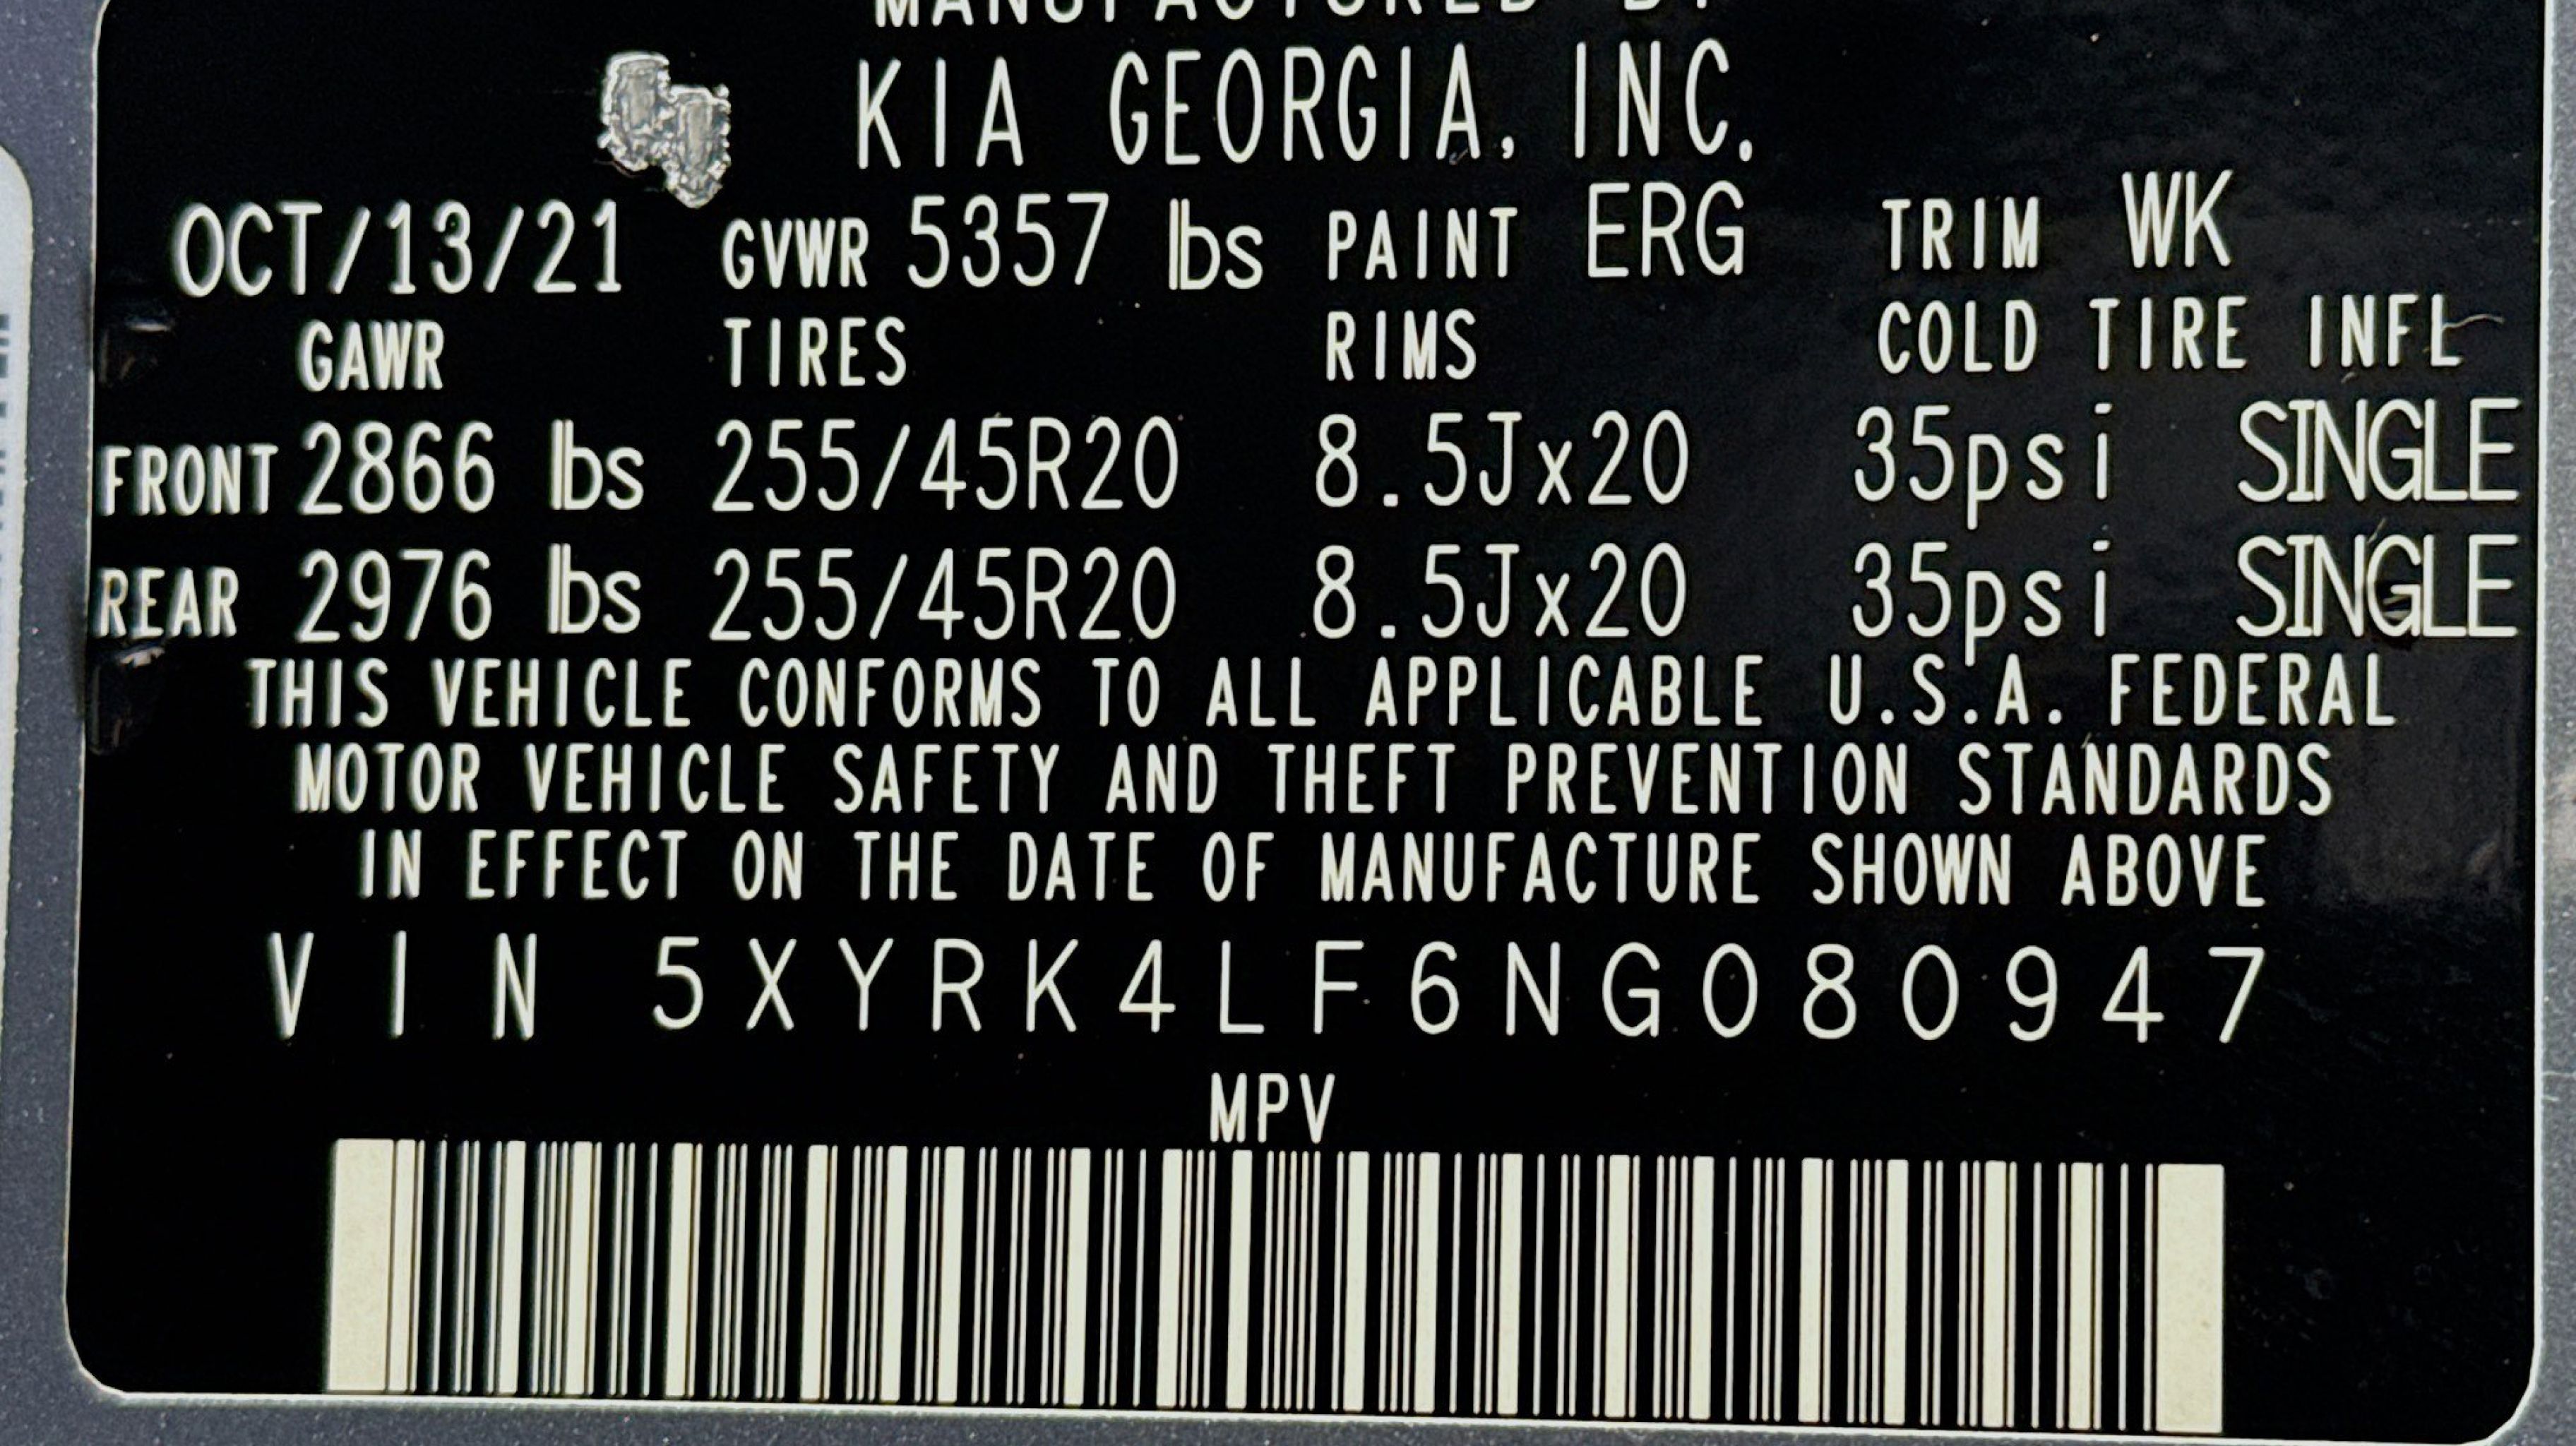 MANUFACTURED BY
KIA GEORGIA, INC.
OCT/13/21 GVWR 5357 lbs PAINT ERG TRIM WK
GAWR TIRES RIMS COLD TIRE INFL
FRONT 2866 lbs 255/45R20 8.5Jx20 35psi SINGLE
REAR 2976 lbs 255/45R20 8.5Jx20 35psi SINGLE
THIS VEHICLE CONFORMS TO ALL APPLICABLE U.S.A. FEDERAL
MOTOR VEHICLE SAFETY AND THEFT PREVENTION STANDARDS
IN EFFECT ON THE DATE OF MANUFACTURE SHOWN ABOVE
VIN 5XYRK4LF6NG080947
MPV